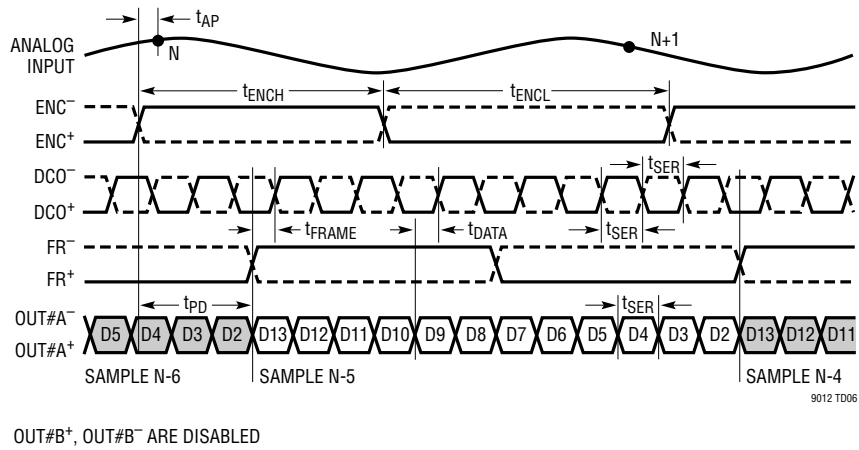 tAP
ANALOG INPUT
N
N+1
tENCH
tENCL
ENC–
ENC+
DCO–
DCO+
tSER
tFRAME
tDATA
tSER
FR–
FR+
tPD
tSER
OUT#A–
OUT#A+
D5 D4 D3 D2 D13 D12 D11 D10 D9 D8 D7 D6 D5 D4 D3 D2 D13 D12 D11
SAMPLE N-6 SAMPLE N-5 SAMPLE N-4
9012 TD06
OUT#B+, OUT#B– ARE DISABLED